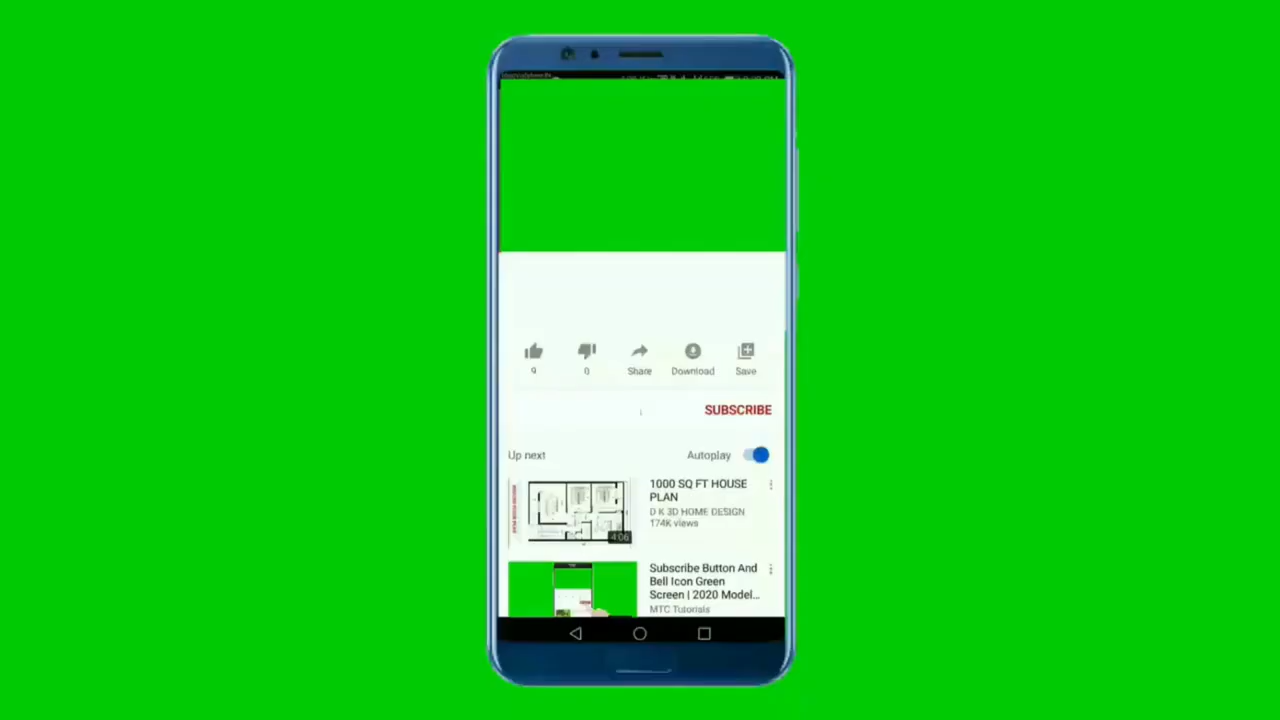 9
0
Share
Download
Save
SUBSCRIBE
Up next
Autoplay
1000 SQ FT HOUSE
PLAN
D K 3D HOME DESIGN
174K views
4:06
Subscribe Button And
Bell Icon Green
Screen | 2020 Model...
MTC Tutorials